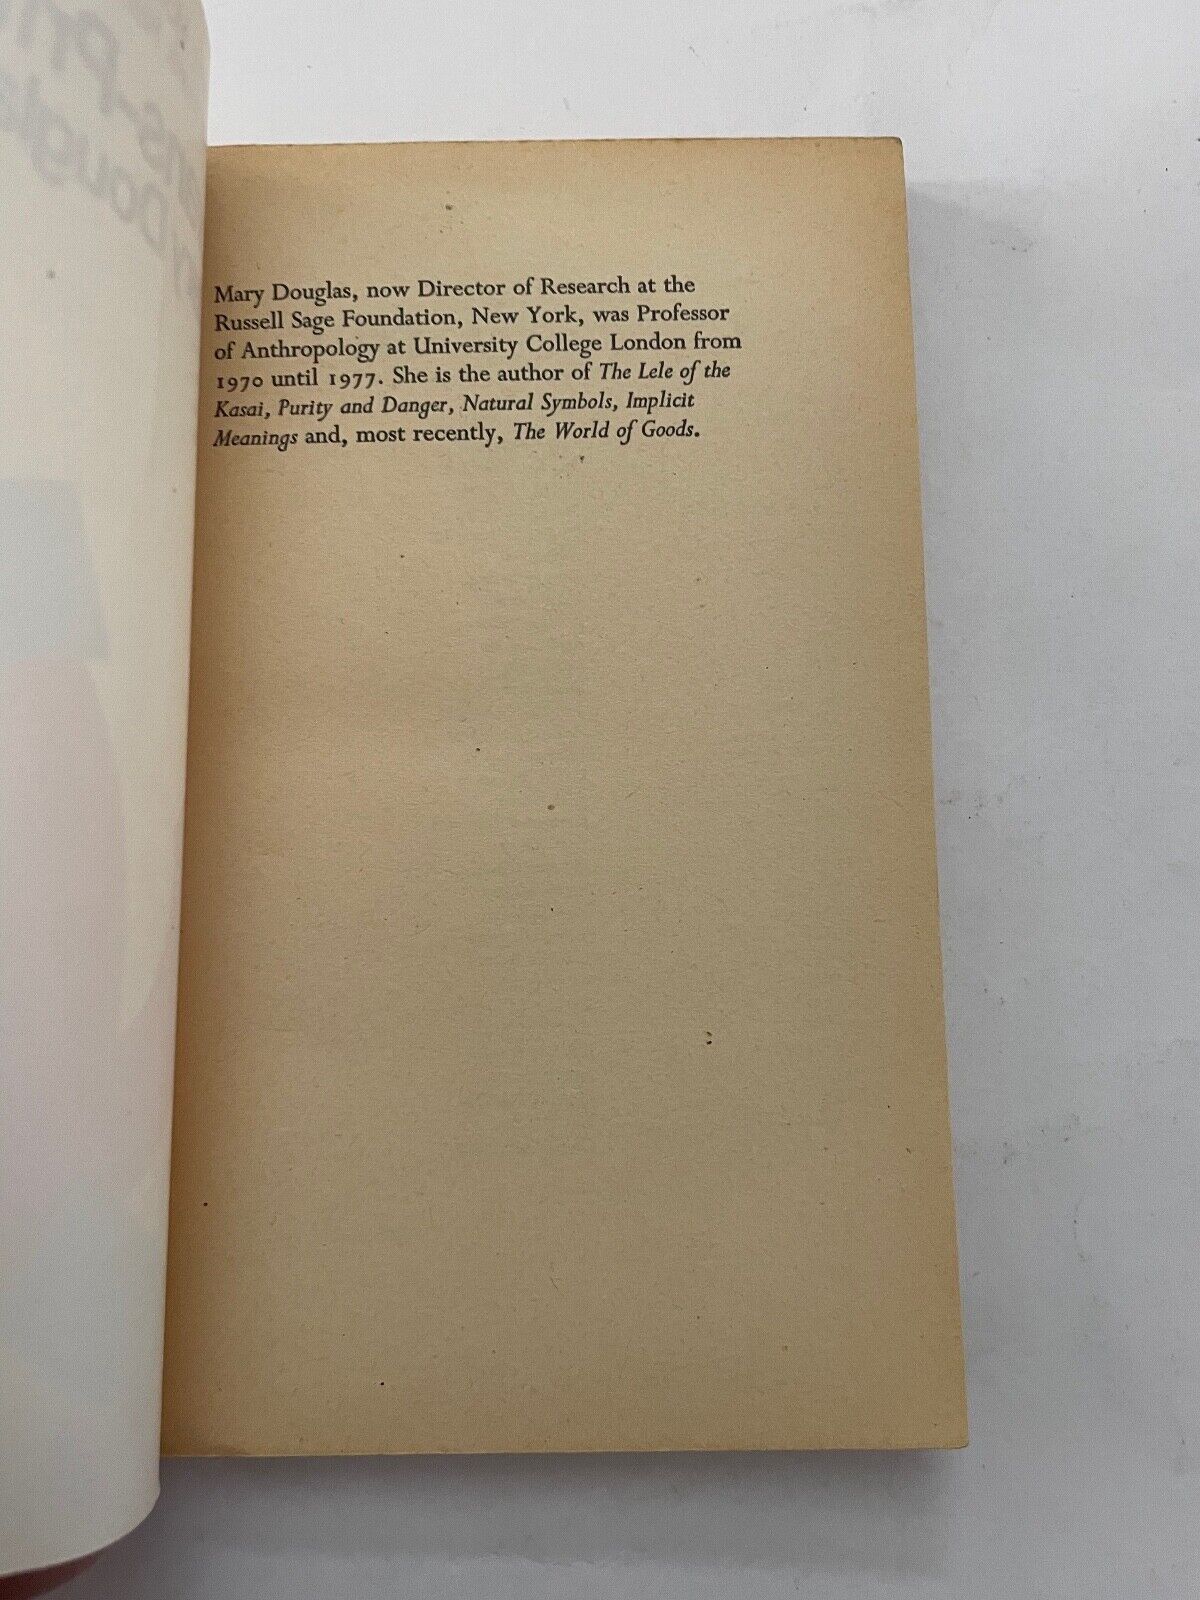 Mary Douglas, now Director of Research at the
Russell Sage Foundation, New York, was Professor
of Anthropology at University College London from
1970 until 1977. She is the author of The Lele of the
Kasai, Purity and Danger, Natural Symbols, Implicit
Meanings and, most recently, The World of Goods.